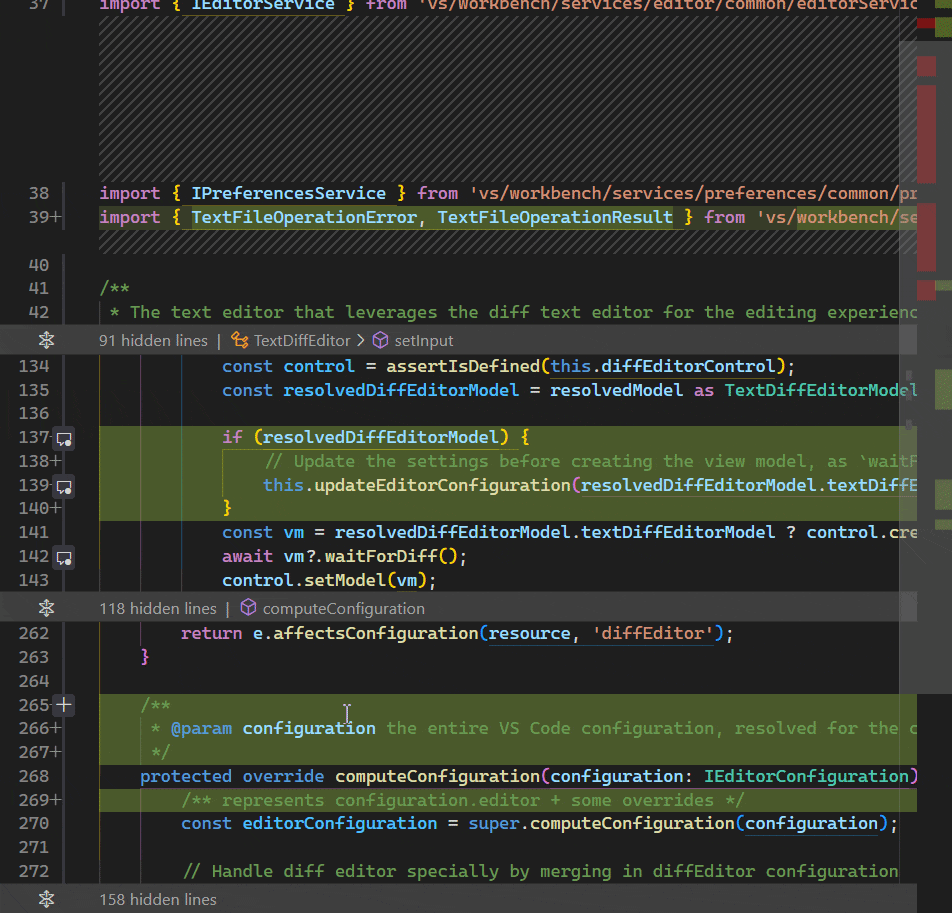 37 import { IEditorService } from 'vs/workbench/services/editor/common/editorServic
38 import { IPreferencesService } from 'vs/workbench/services/preferences/common/pr
39+ import { TextFileOperationError, TextFileOperationResult } from 'vs/workbench/se
40
41 /**
42 * The text editor that leverages the diff text editor for the editing experienc
91 hidden lines | TextDiffEditor > setInput
134 const control = assertIsDefined(this.diffEditorControl);
135 const resolvedDiffEditorModel = resolvedModel as TextDiffEditorModel
136
137 if (resolvedDiffEditorModel) {
138+ // Update the settings before creating the view model, as `waitF
139 this.updateEditorConfiguration(resolvedDiffEditorModel.textDiffE
140+ }
141 const vm = resolvedDiffEditorModel.textDiffEditorModel ? control.cre
142 await vm?.waitForDiff();
143 control.setModel(vm);
118 hidden lines | computeConfiguration
262 return e.affectsConfiguration(resource, 'diffEditor');
263 }
264
265 + /**
266+ * @param configuration the entire VS Code configuration, resolved for the c
267+ */
268 protected override computeConfiguration(configuration: IEditorConfiguration)
269+ /** represents configuration.editor + some overrides */
270 const editorConfiguration = super.computeConfiguration(configuration);
271
272 // Handle diff editor specially by merging in diffEditor configuration
158 hidden lines